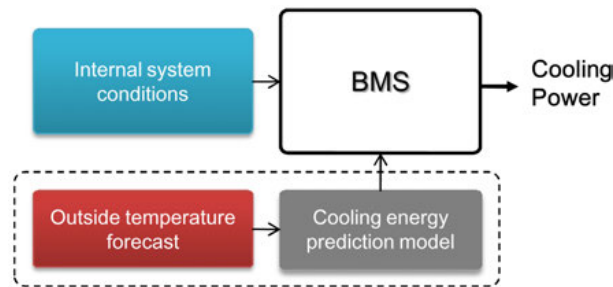 Internal system
conditions
BMS
Cooling
Power
Outside temperature
forecast
Cooling energy
prediction model